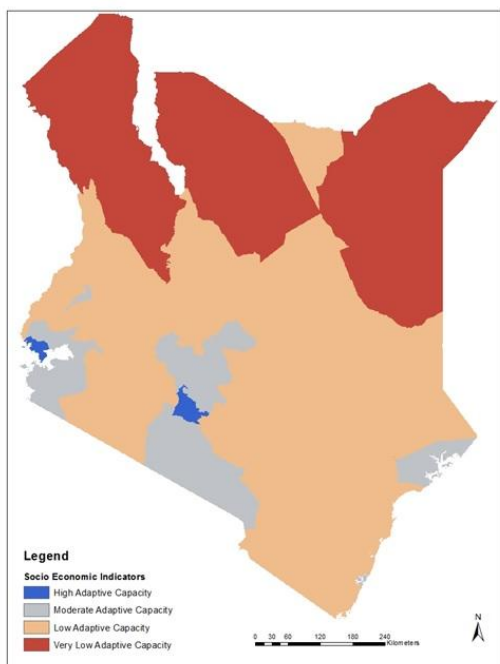 Legend
Socio Economic Indicators
High Adaptive Capacity
Moderate Adaptive Capacity
Low Adaptive Capacity
Very Low Adaptive Capacity
0 30 60 120 180 240
Kilometers
N